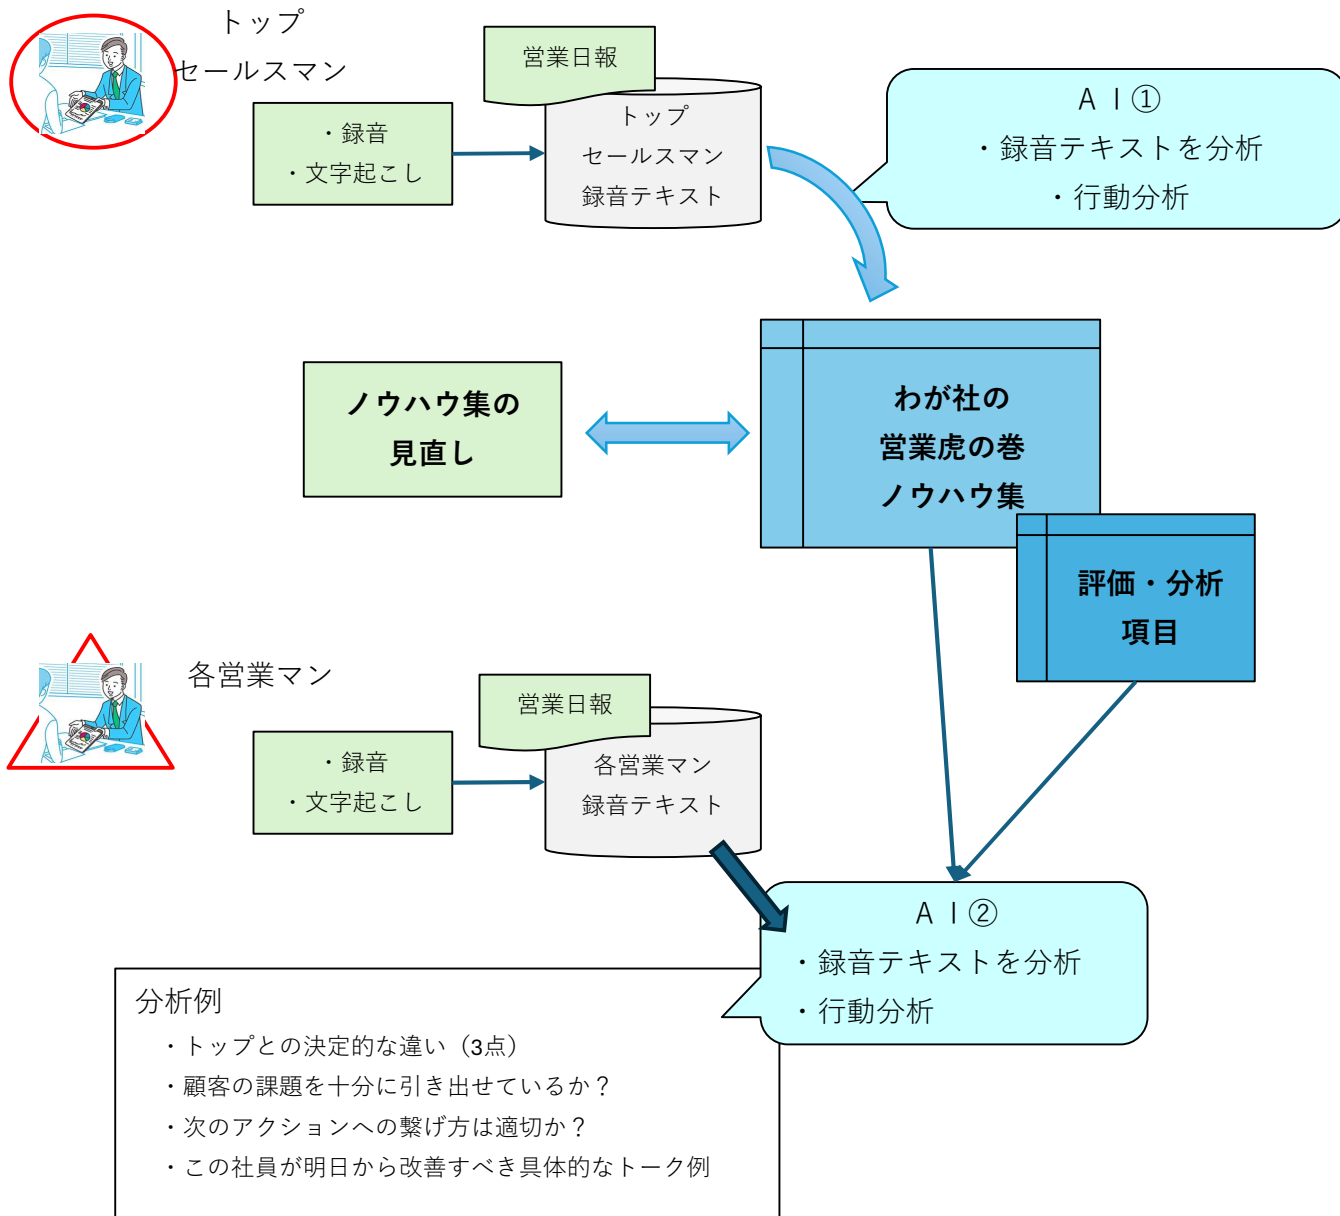 トップ
セールスマン
営業日報
・録音
・文字起こし
トップ
セールスマン
録音テキスト
ＡＩ①
・録音テキストを分析
・行動分析
ノウハウ集の
見直し
わが社の
営業虎の巻
ノウハウ集
評価・分析
項目
各営業マン
営業日報
・録音
・文字起こし
各営業マン
録音テキスト
ＡＩ②
・録音テキストを分析
・行動分析
分析例
・トップとの決定的な違い（3点）
・顧客の課題を十分に引き出せているか？
・次のアクションへの繋げ方は適切か？
・この社員が明日から改善すべき具体的なトーク例